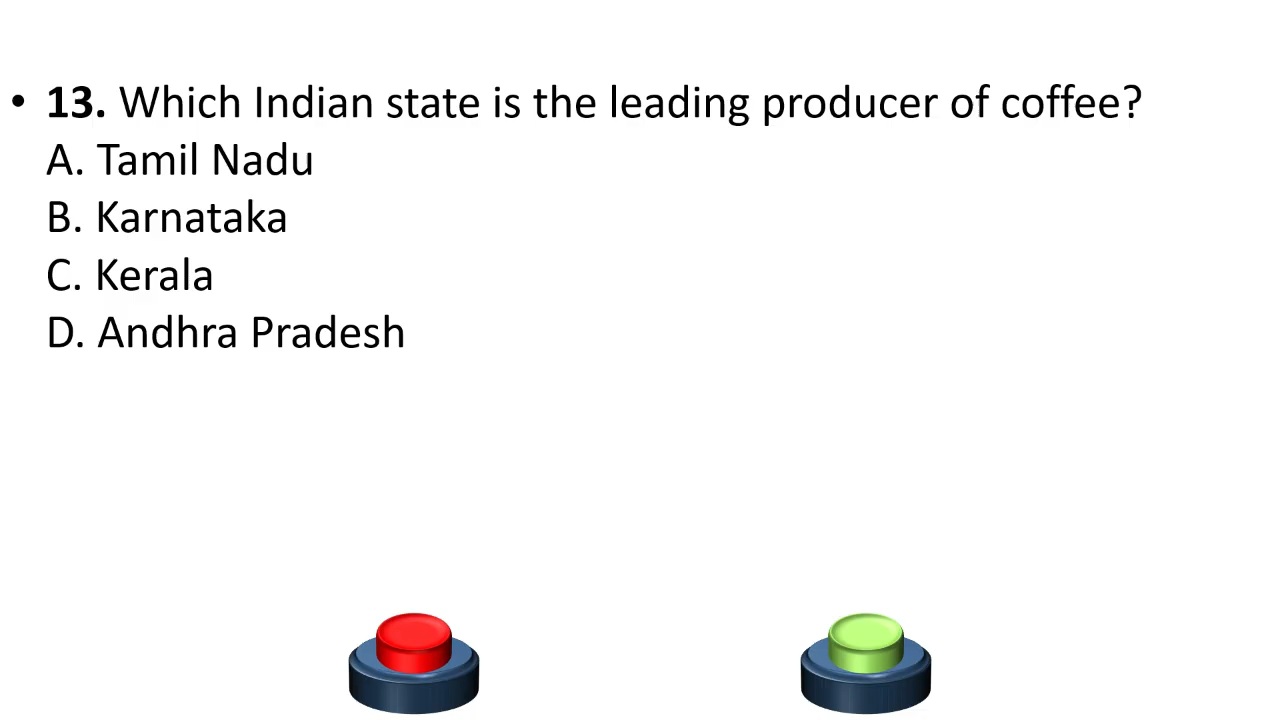 • 13. Which Indian state is the leading producer of coffee?
A. Tamil Nadu
B. Karnataka
C. Kerala
D. Andhra Pradesh